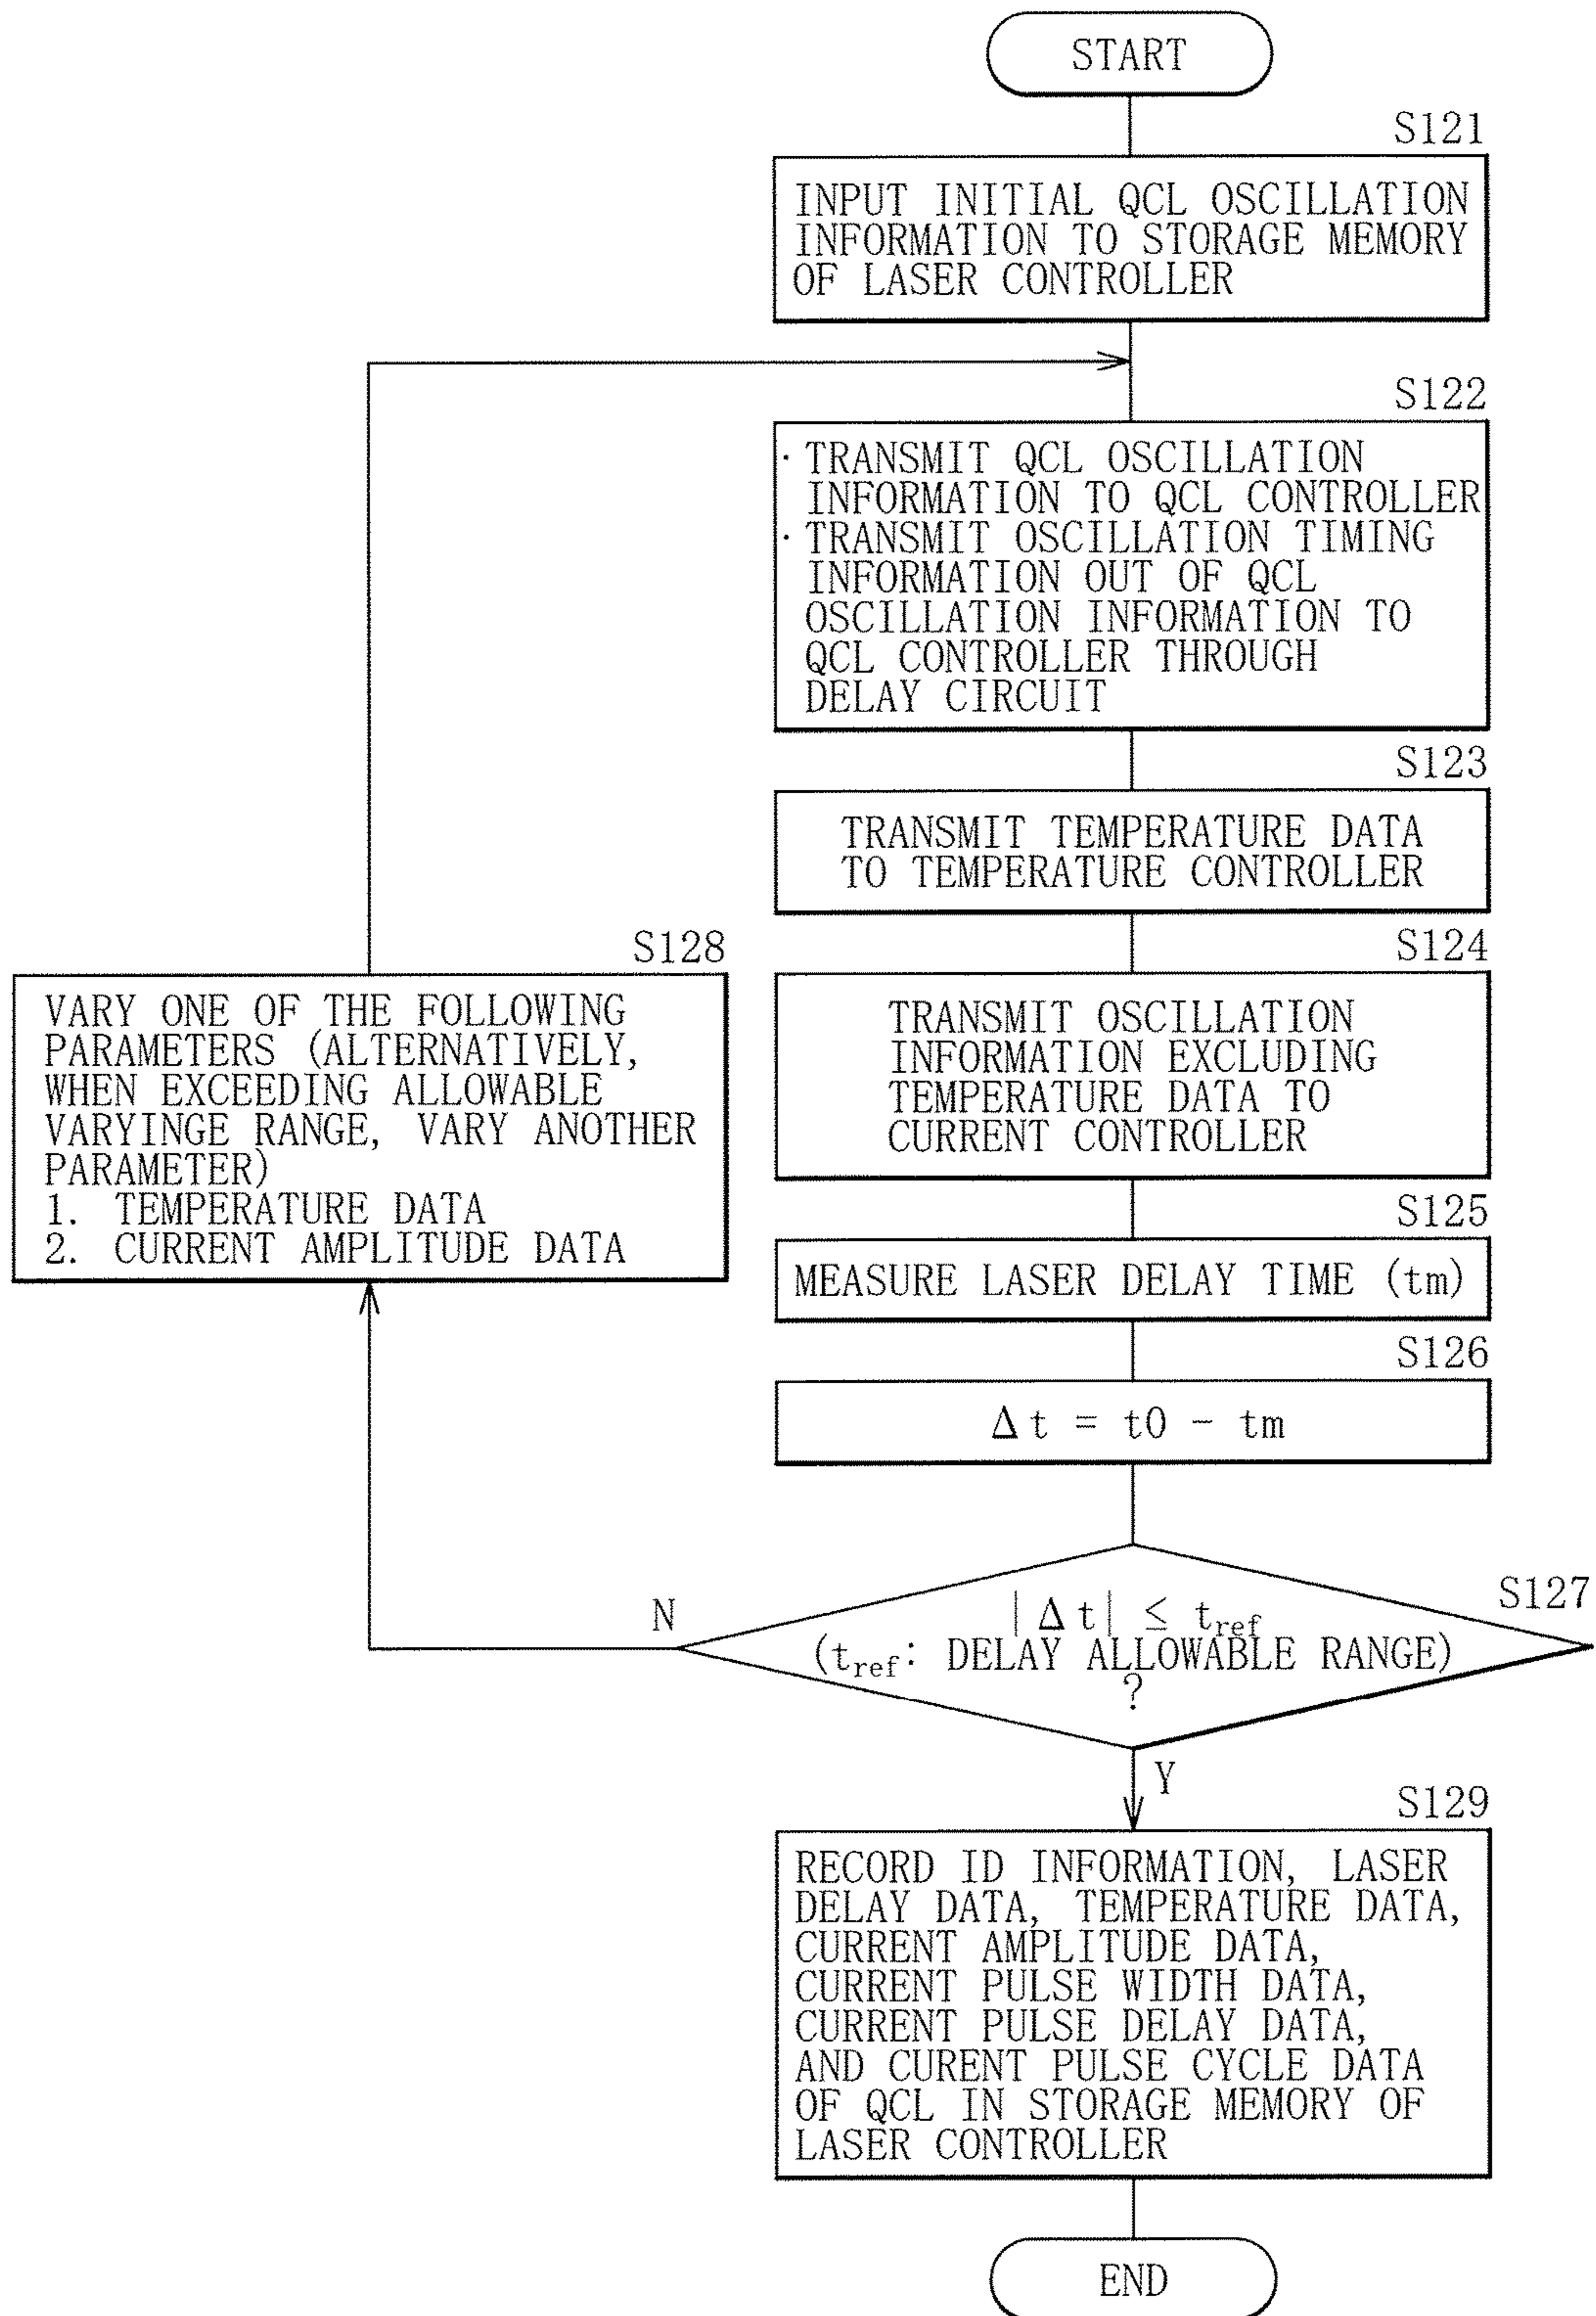 START
S121
INPUT INITIAL QCL OSCILLATION
INFORMATION TO STORAGE MEMORY
OF LASER CONTROLLER
S122
· TRANSMIT QCL OSCILLATION
INFORMATION TO QCL CONTROLLER
· TRANSMIT OSCILLATION TIMING
INFORMATION OUT OF QCL
OSCILLATION INFORMATION TO
QCL CONTROLLER THROUGH
DELAY CIRCUIT
S123
TRANSMIT TEMPERATURE DATA
TO TEMPERATURE CONTROLLER
S124
TRANSMIT OSCILLATION
INFORMATION EXCLUDING
TEMPERATURE DATA TO
CURRENT CONTROLLER
S125
MEASURE LASER DELAY TIME (tm)
S126
Δt = t0 - tm
S127
|Δt| ≤ tref
(tref: DELAY ALLOWABLE RANGE)
?
N
Y
S128
VARY ONE OF THE FOLLOWING
PARAMETERS (ALTERNATIVELY,
WHEN EXCEEDING ALLOWABLE
VARYINGE RANGE, VARY ANOTHER
PARAMETER)
1. TEMPERATURE DATA
2. CURRENT AMPLITUDE DATA
S129
RECORD ID INFORMATION, LASER
DELAY DATA, TEMPERATURE DATA,
CURRENT AMPLITUDE DATA,
CURRENT PULSE WIDTH DATA,
CURRENT PULSE DELAY DATA,
AND CURENT PULSE CYCLE DATA
OF QCL IN STORAGE MEMORY OF
LASER CONTROLLER
END